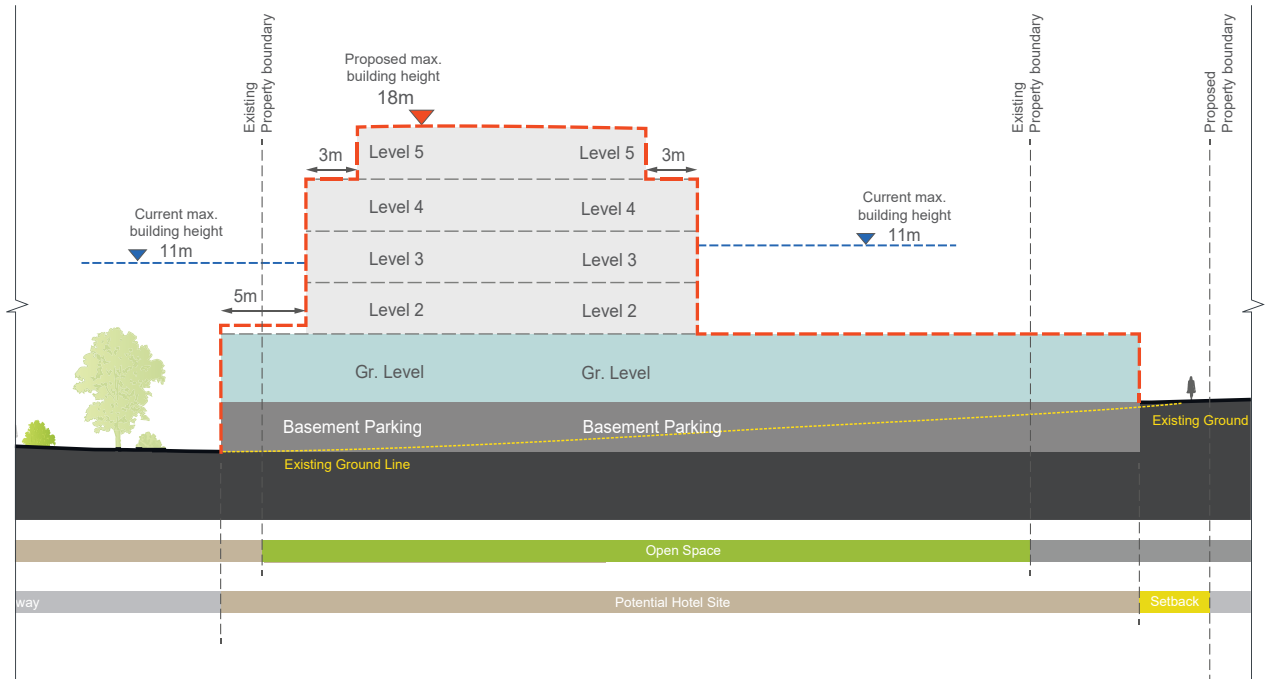 Existing
Property boundary
Proposed max.
building height
18m
Existing
Property boundary
Proposed
Property boundary
3m
Level 5
Level 5
3m
Current max.
building height
11m
Level 4
Level 4
Current max.
building height
11m
Level 3
Level 3
5m
Level 2
Level 2
Gr. Level
Gr. Level
Basement Parking
Basement Parking
Existing Ground
Existing Ground Line
Open Space
way
Potential Hotel Site
Setback